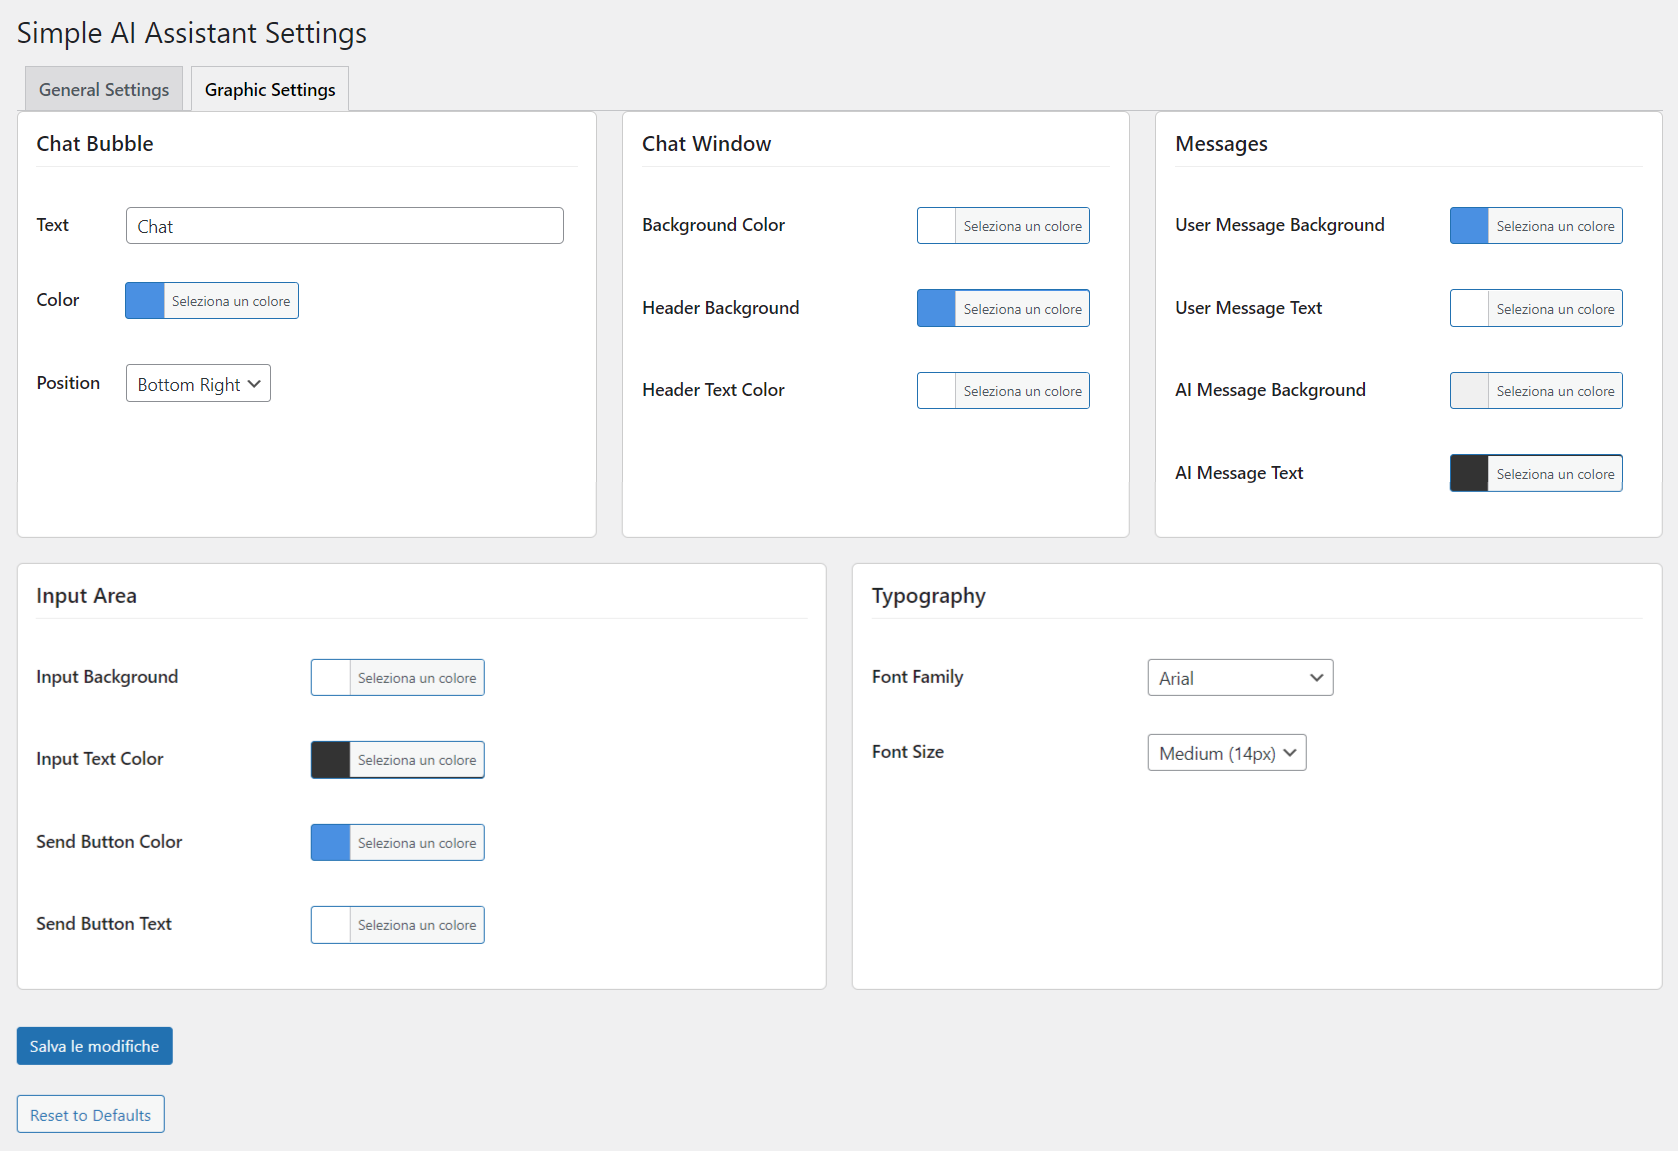 Simple AI Assistant Settings
General Settings
Graphic Settings
Chat Bubble
Text
Chat
Color
Seleziona un colore
Position
Bottom Right
Chat Window
Background Color
Seleziona un colore
Header Background
Seleziona un colore
Header Text Color
Seleziona un colore
Messages
User Message Background
Seleziona un colore
User Message Text
Seleziona un colore
AI Message Background
Seleziona un colore
AI Message Text
Seleziona un colore
Input Area
Input Background
Seleziona un colore
Input Text Color
Seleziona un colore
Send Button Color
Seleziona un colore
Send Button Text
Seleziona un colore
Typography
Font Family
Arial
Font Size
Medium (14px)
Salva le modifiche
Reset to Defaults